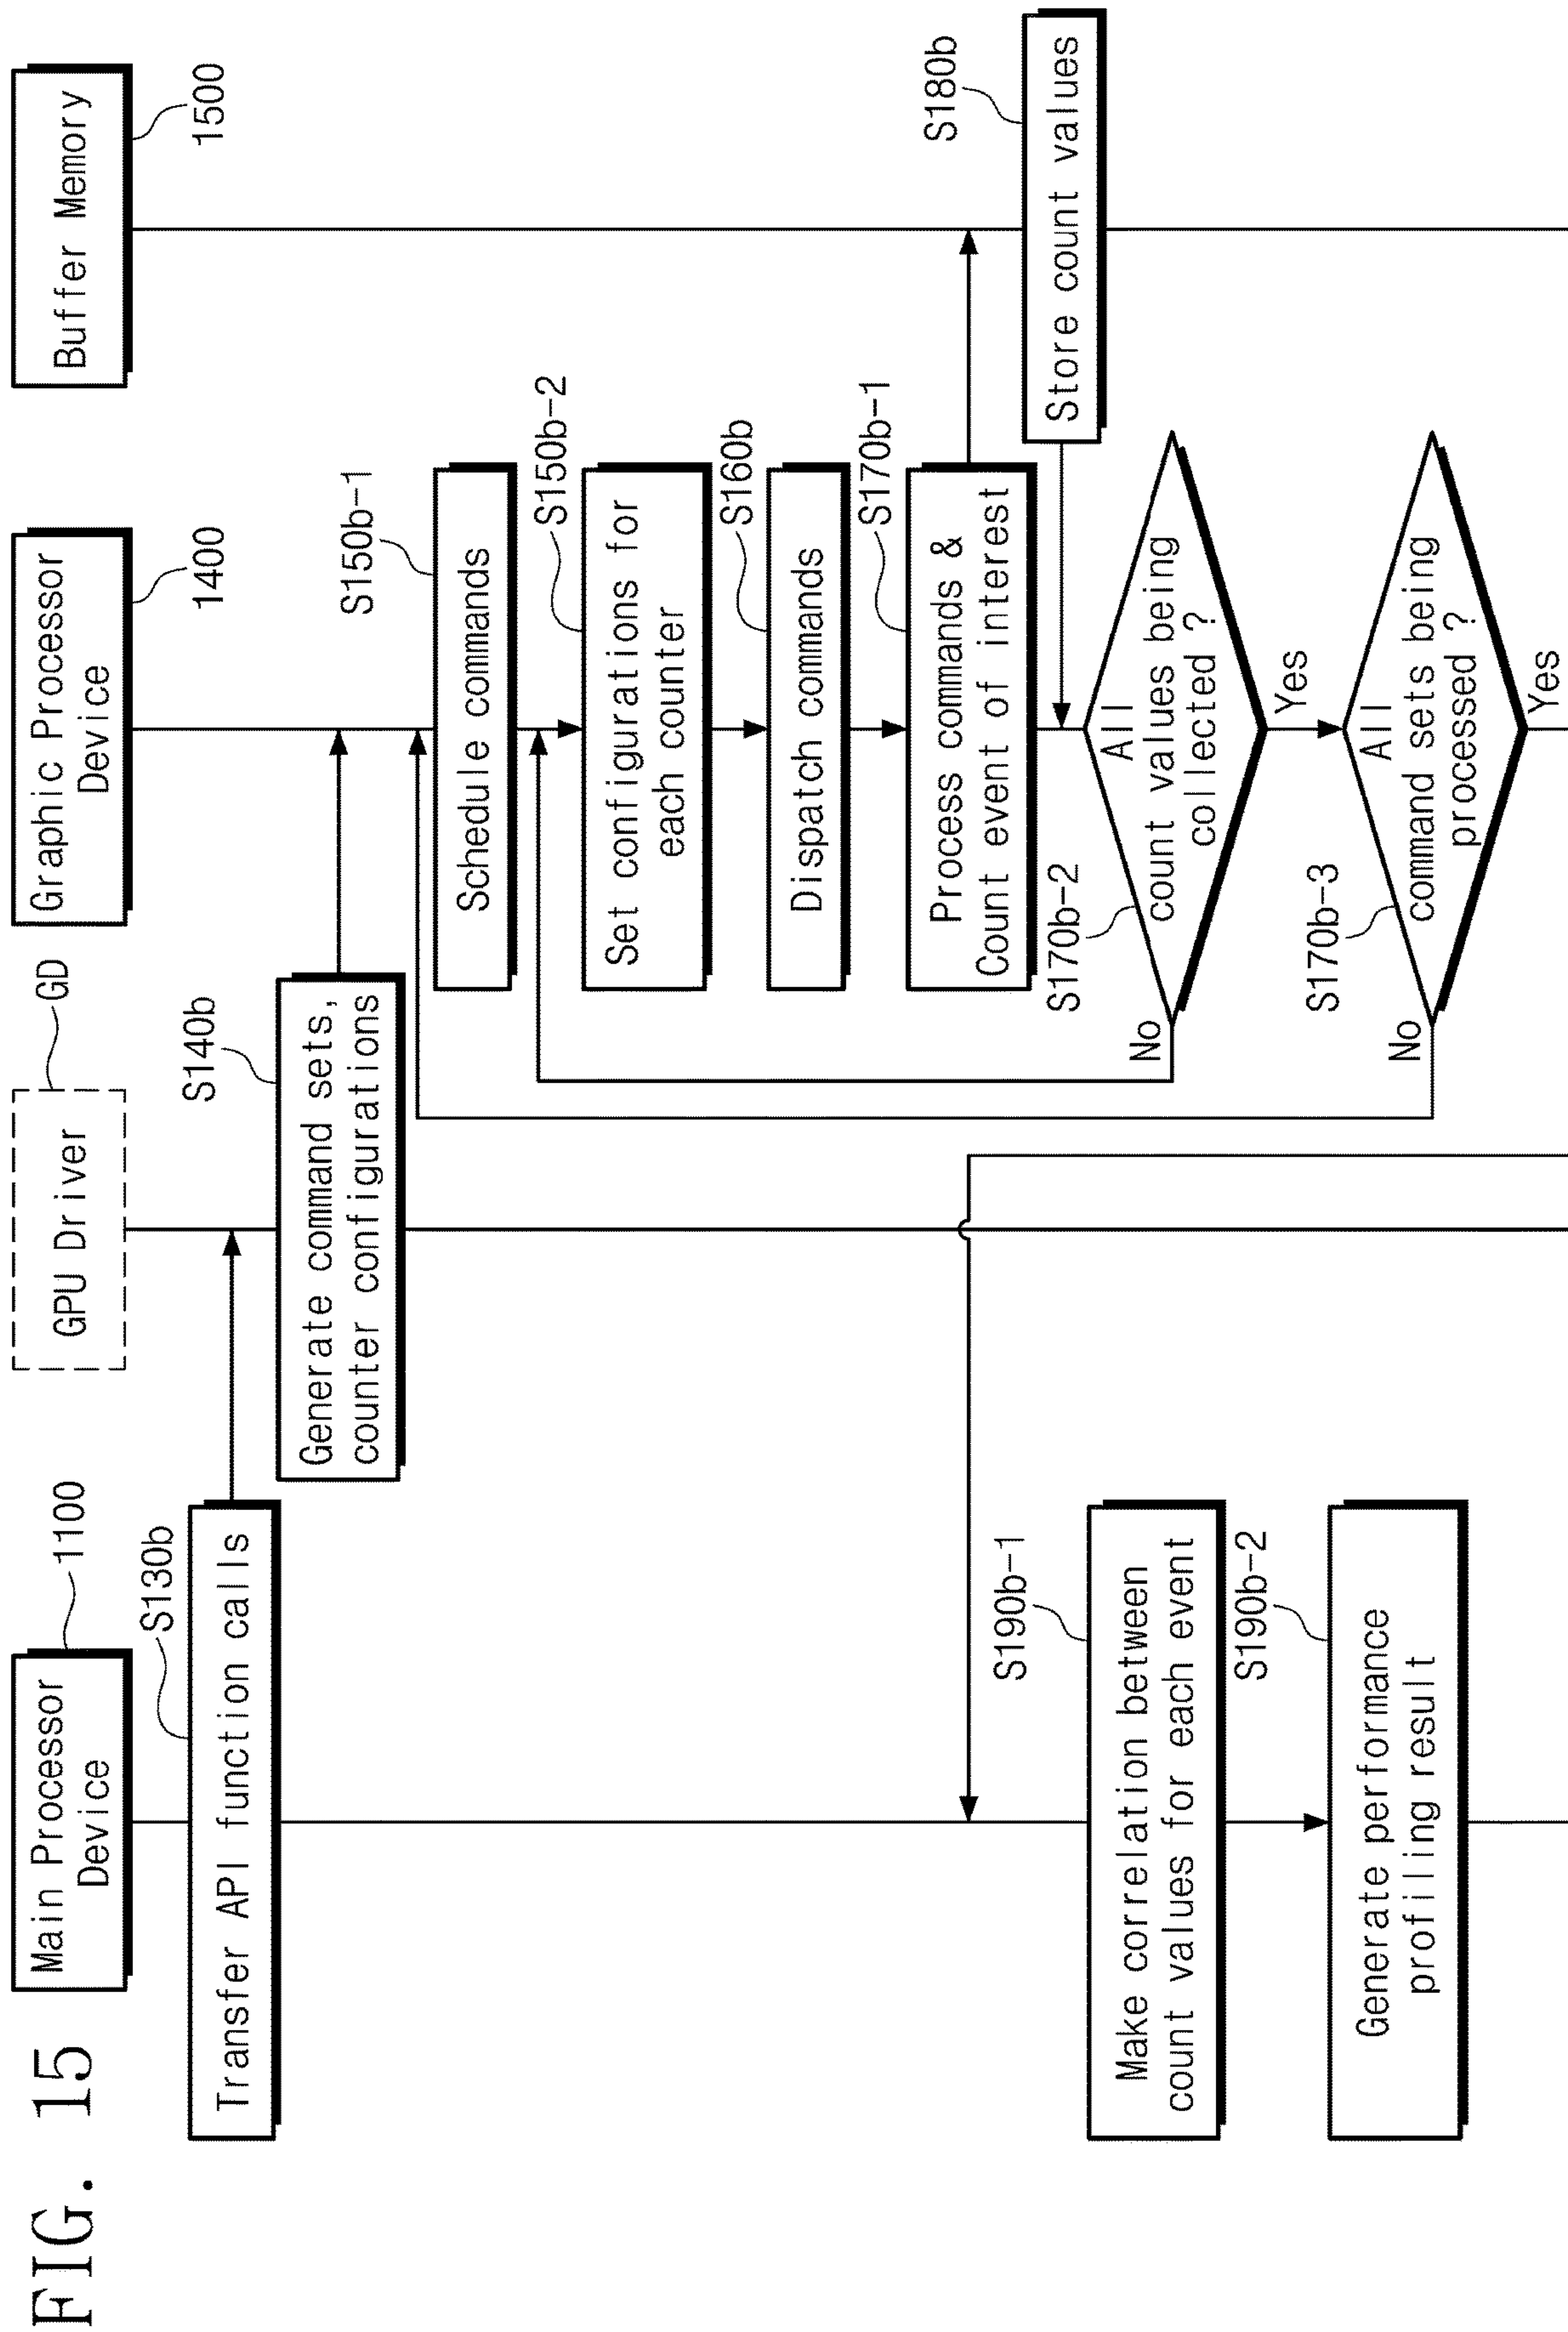 FIG. 15
Main Processor
Device
1100
GPU Driver
GD
Graphic Processor
Device
1400
Buffer Memory
1500
S130b
Transfer API function calls
S140b
Generate command sets,
counter configurations
S150b-1
Schedule commands
S150b-2
Set configurations for
each counter
S160b
Dispatch commands
S170b-1
Process commands &
Count event of interest
S180b
Store count values
S170b-2
All
count values being
collected ?
No
Yes
S170b-3
All
command sets being
processed ?
No
Yes
S190b-1
Make correlation between
count values for each event
S190b-2
Generate performance
profiling result